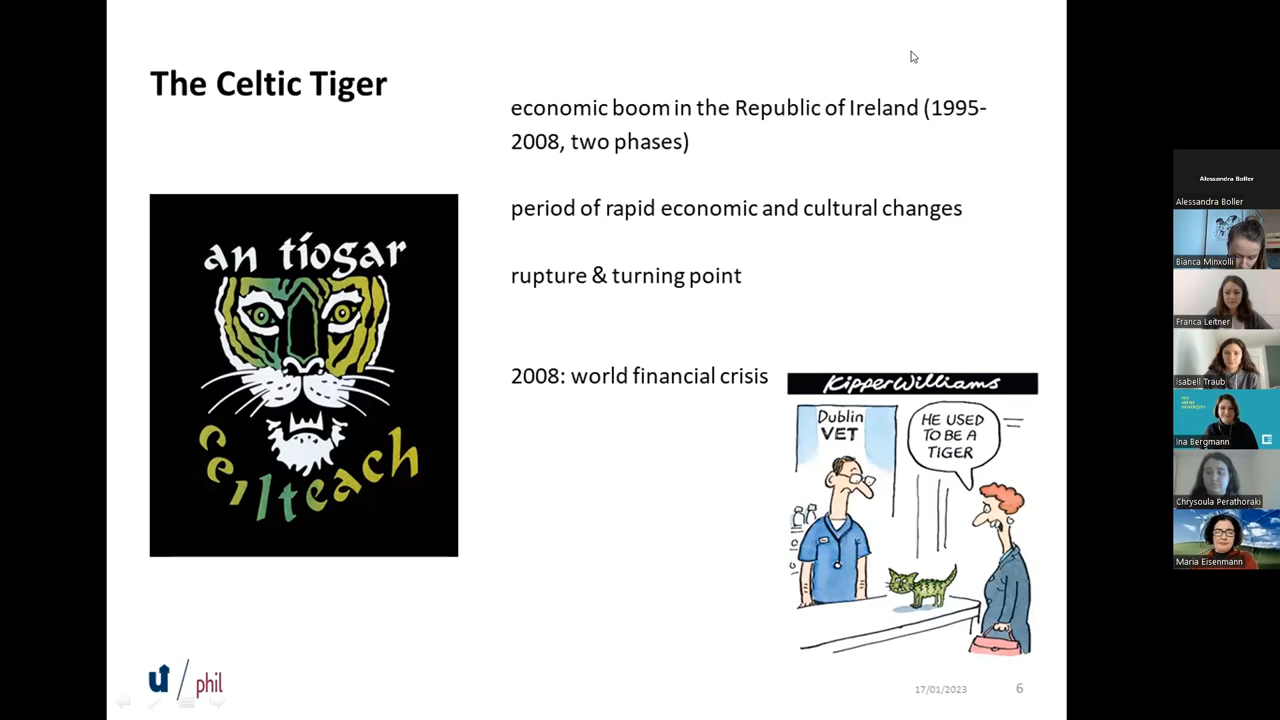 The Celtic Tiger
economic boom in the Republic of Ireland (1995-
2008, two phases)
period of rapid economic and cultural changes
rupture & turning point
2008: world financial crisis
an tíogar
ceilteach
KipperWilliams
Dublin
VET
HE USED
TO BE A
TIGER
u / phil
17/01/2023
6
Alessandra Boller
Alessandra Boller
Bianca Minxolli
Franca Leitner
Isabell Traub
Ina Bergmann
Chrysoula Perathoraki
Maria Eisenmann